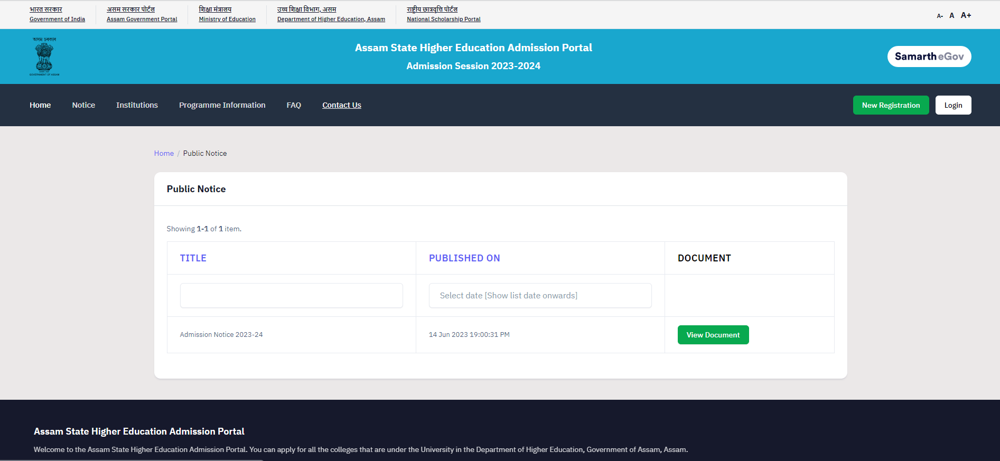 भारत सरकार
Government of India
असम सरकार पोर्टल
Assam Government Portal
शिक्षा मंत्रालय
Ministry of Education
उच्च शिक्षा विभाग, असम
Department of Higher Education, Assam
राष्ट्रीय छात्रवृत्ति पोर्टल
National Scholarship Portal
A- A A+
অসম চৰকাৰ
GOVERNMENT OF ASSAM
Assam State Higher Education Admission Portal
Admission Session 2023-2024
Samarth eGov
Home Notice Institutions Programme Information FAQ Contact Us New Registration Login
Home / Public Notice
Public Notice
Showing 1-1 of 1 item.
TITLE PUBLISHED ON DOCUMENT
Select date [Show list date onwards]
Admission Notice 2023-24 14 Jun 2023 19:00:31 PM View Document
Assam State Higher Education Admission Portal
Welcome to the Assam State Higher Education Admission Portal. You can apply for all the colleges that are under the University in the Department of Higher Education, Government of Assam, Assam.